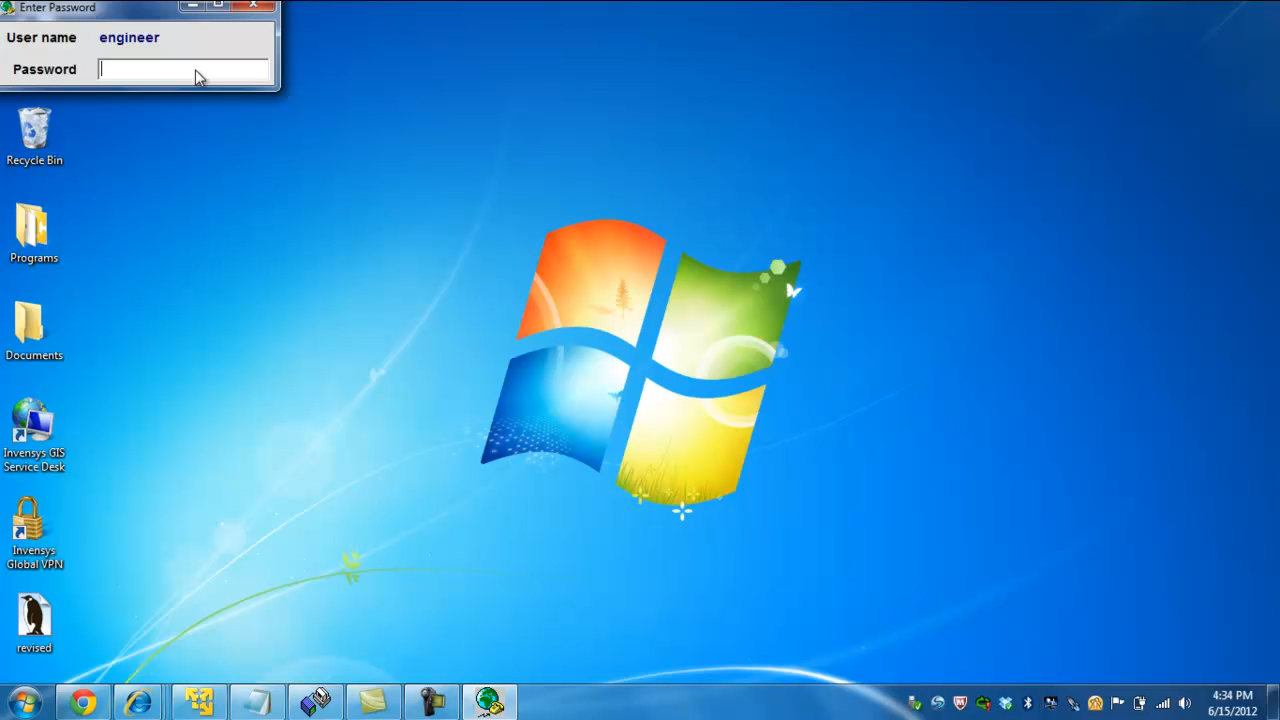 Enter Password
User name engineer
Password
Recycle Bin
Programs
Documents
Invensys GIS
Service Desk
Invensys
Global VPN
revised
4:34 PM
6/15/2012